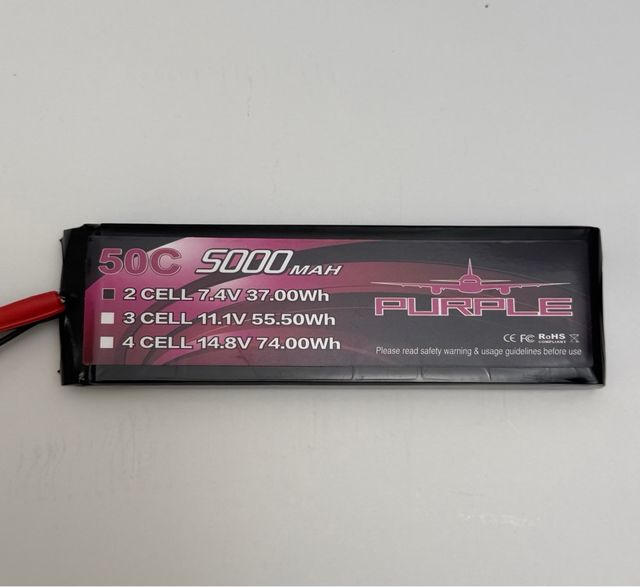 50C 5000MAH
2 CELL 7.4V 37.00Wh
3 CELL 11.1V 55.50Wh
4 CELL 14.8V 74.00Wh
PURPLE
CE FC RoHS
COMPLIANT
Please read safety warning & usage guidelines before use